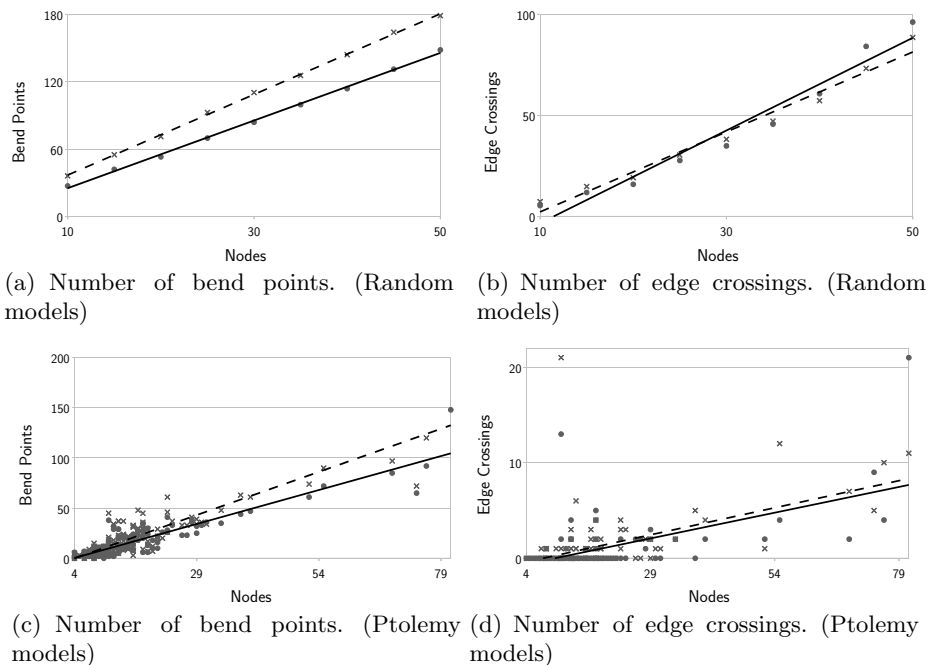 180
120
60
0
Bend Points
10 30 50
Nodes
(a) Number of bend points. (Random
models)
100
50
0
Edge Crossings
10 30 50
Nodes
(b) Number of edge crossings. (Random
models)
200
150
100
50
0
Bend Points
4 29 54 79
Nodes
(c) Number of bend points. (Ptolemy
models)
20
10
0
Edge Crossings
4 29 54 79
Nodes
(d) Number of edge crossings. (Ptolemy
models)